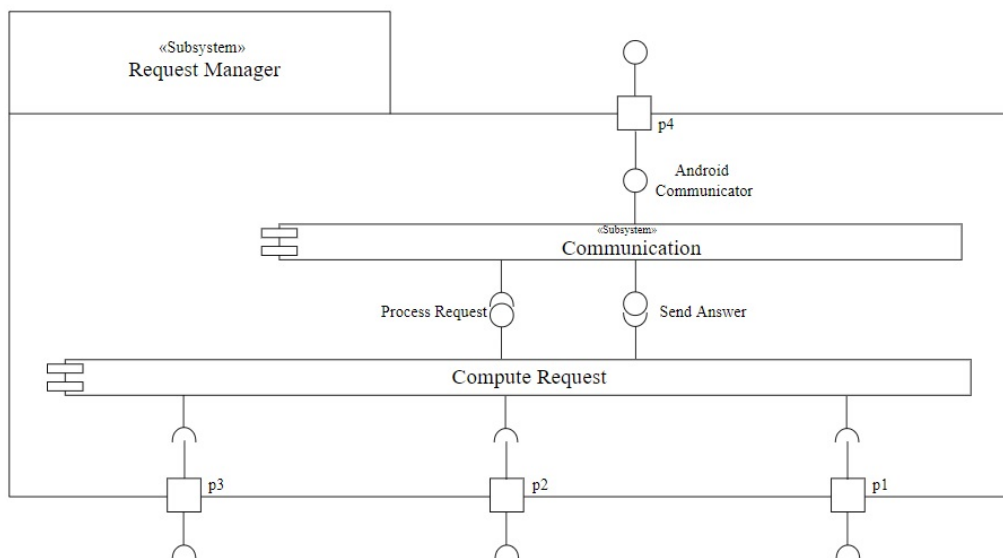 «Subsystem»
Request Manager
p4
Android
Communicator
«Subsystem»
Communication
Process Request
Send Answer
Compute Request
p3
p2
p1